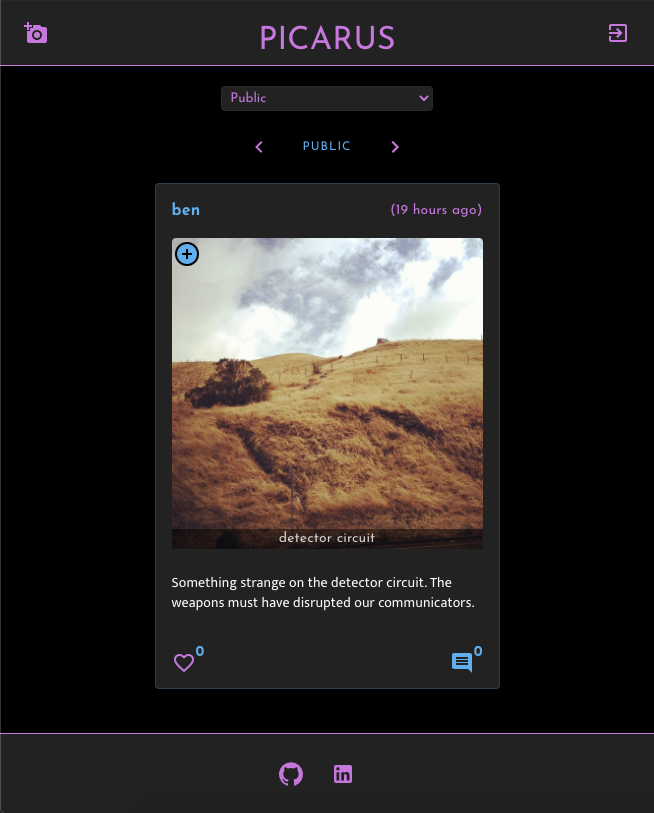 PICARUS
Public
PUBLIC
ben
(19 hours ago)
detector circuit
Something strange on the detector circuit. The
weapons must have disrupted our communicators.
0
0
in